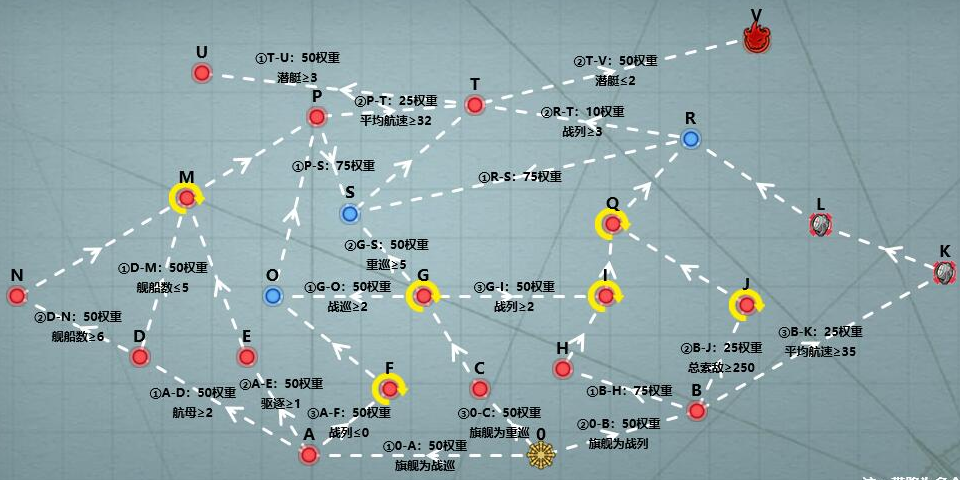 V
U
①T-U：50权重
潜艇≥3
②T-V：50权重
潜艇≤2
T
P
②P-T：25权重
平均航速≥32
②R-T：10权重
战列≥3
R
①P-S：75权重
①R-S：75权重
M
S
Q
L
②G-S：50权重
重巡≥5
K
N
①D-M：50权重
舰船数≤5
O
①G-O：50权重
战巡≥2
G
③G-I：50权重
战列≥2
I
J
②D-N：50权重
舰船数≥6
D
E
H
②B-J：25权重
总索敌≥250
③B-K：25权重
平均航速≥35
①A-D：50权重
航母≥2
②A-E：50权重
驱逐≥1
F
C
①B-H：75权重
B
③A-F：50权重
战列≤0
③0-C：50权重
旗舰为重巡
②0-B：50权重
旗舰为战列
A
①0-A：50权重
旗舰为战巡
0